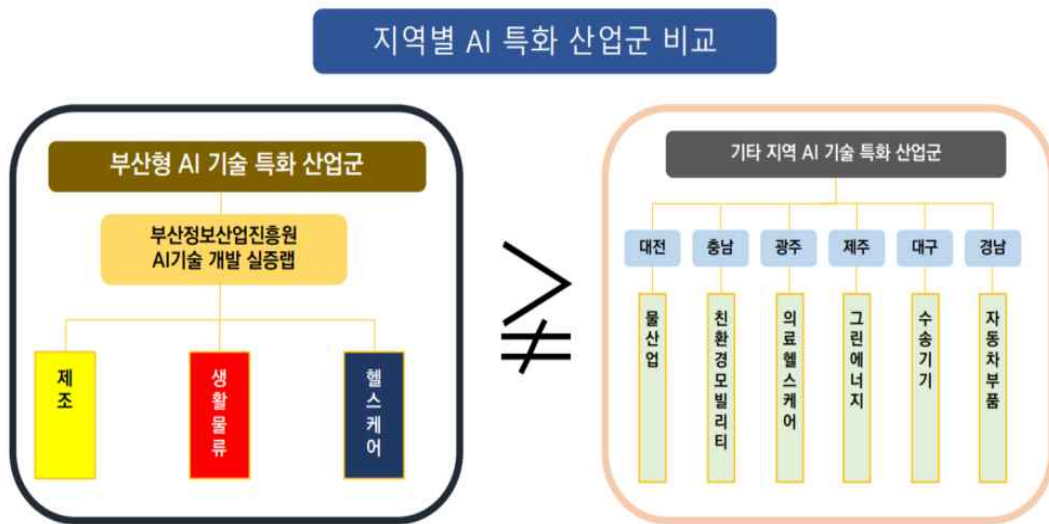 지역별 AI 특화 산업군 비교
부산형 AI 기술 특화 산업군
부산정보산업진흥원
AI기술 개발 실증랩
제조
생활물류
헬스케어
≯
≠
기타 지역 AI 기술 특화 산업군
대전
충남
광주
제주
대구
경남
물산업
친환경모빌리티
의료헬스케어
그린에너지
수송기기
자동차부품